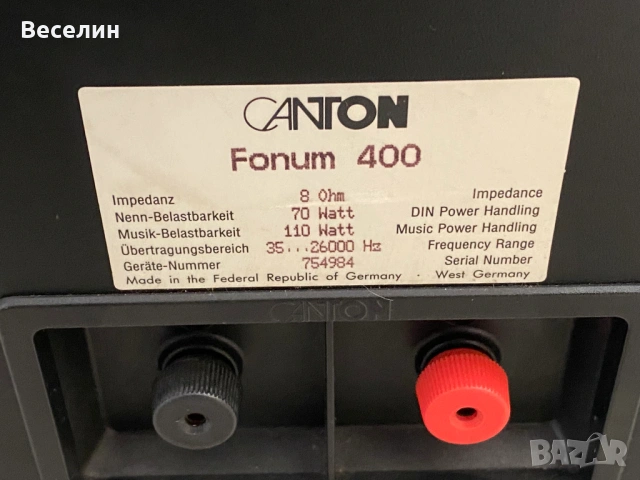 Веселин
CANTON
Fonum 400
Impedanz 8 Ohm Impedance
Nenn-Belastbarkeit 70 Watt DIN Power Handling
Musik-Belastbarkeit 110 Watt Music Power Handling
Übertragungsbereich 35...26000 Hz Frequency Range
Geräte-Nummer 754984 Serial Number
Made in the Federal Republic of Germany · West Germany
CANTON
BAZAR